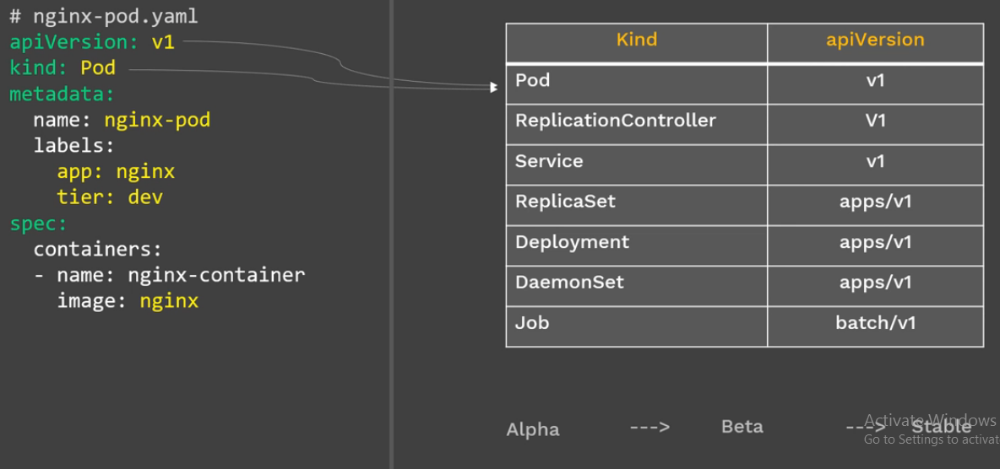 # nginx-pod.yaml
apiVersion: v1
kind: Pod
metadata:
  name: nginx-pod
  labels:
    app: nginx
    tier: dev
spec:
  containers:
  - name: nginx-container
    image: nginx
Kind apiVersion
Pod v1
ReplicationController V1
Service v1
ReplicaSet apps/v1
Deployment apps/v1
DaemonSet apps/v1
Job batch/v1
Alpha ---> Beta ---> Stable
Activate Windows
Go to Settings to activat